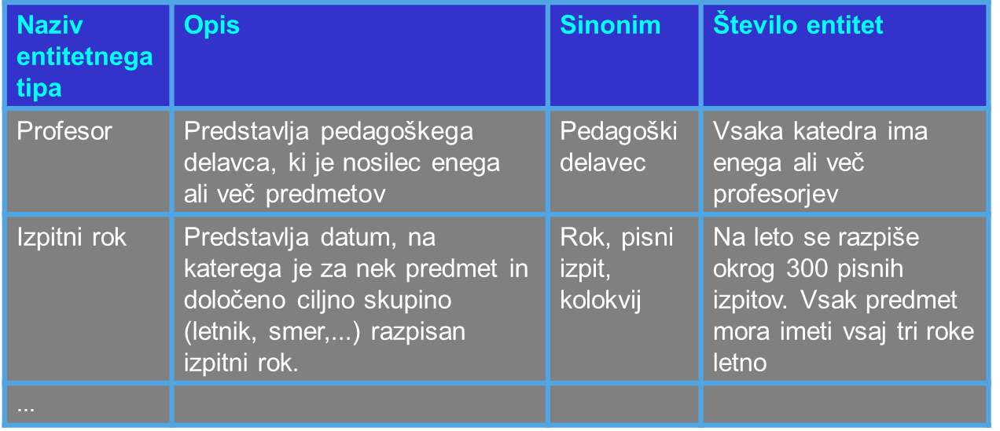 Naziv
entitetnega
tipa
Opis
Sinonim
Število entitet
Profesor
Predstavlja pedagoškega
delavca, ki je nosilec enega
ali več predmetov
Pedagoški
delavec
Vsaka katedra ima
enega ali več
profesorjev
Izpitni rok
Predstavlja datum, na
katerega je za nek predmet in
določeno ciljno skupino
(letnik, smer,...) razpisan
izpitni rok.
Rok, pisni
izpit,
kolokvij
Na leto se razpiše
okrog 300 pisnih
izpitov. Vsak predmet
mora imeti vsaj tri roke
letno
...